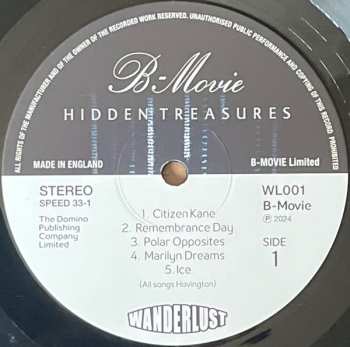 ALL RIGHTS OF THE MANUFACTURER AND OF THE OWNER OF THE RECORDED WORK RESERVED. UNAUTHORISED PUBLIC PERFORMANCE BROADCASTING AND COPYING OF THIS RECORD PROHIBITED.
B-Movie
HIDDEN TREASURES
MADE IN ENGLAND
B-MOVIE Limited
STEREO
SPEED 33-1
The Domino
Publishing
Company
Limited
1. Citizen Kane
2. Remembrance Day
3. Polar Opposites
4. Marilyn Dreams
5. Ice
(All songs Hovington)
WL001
B-Movie
Ⓟ 2024
SIDE
1
WANDERLUST